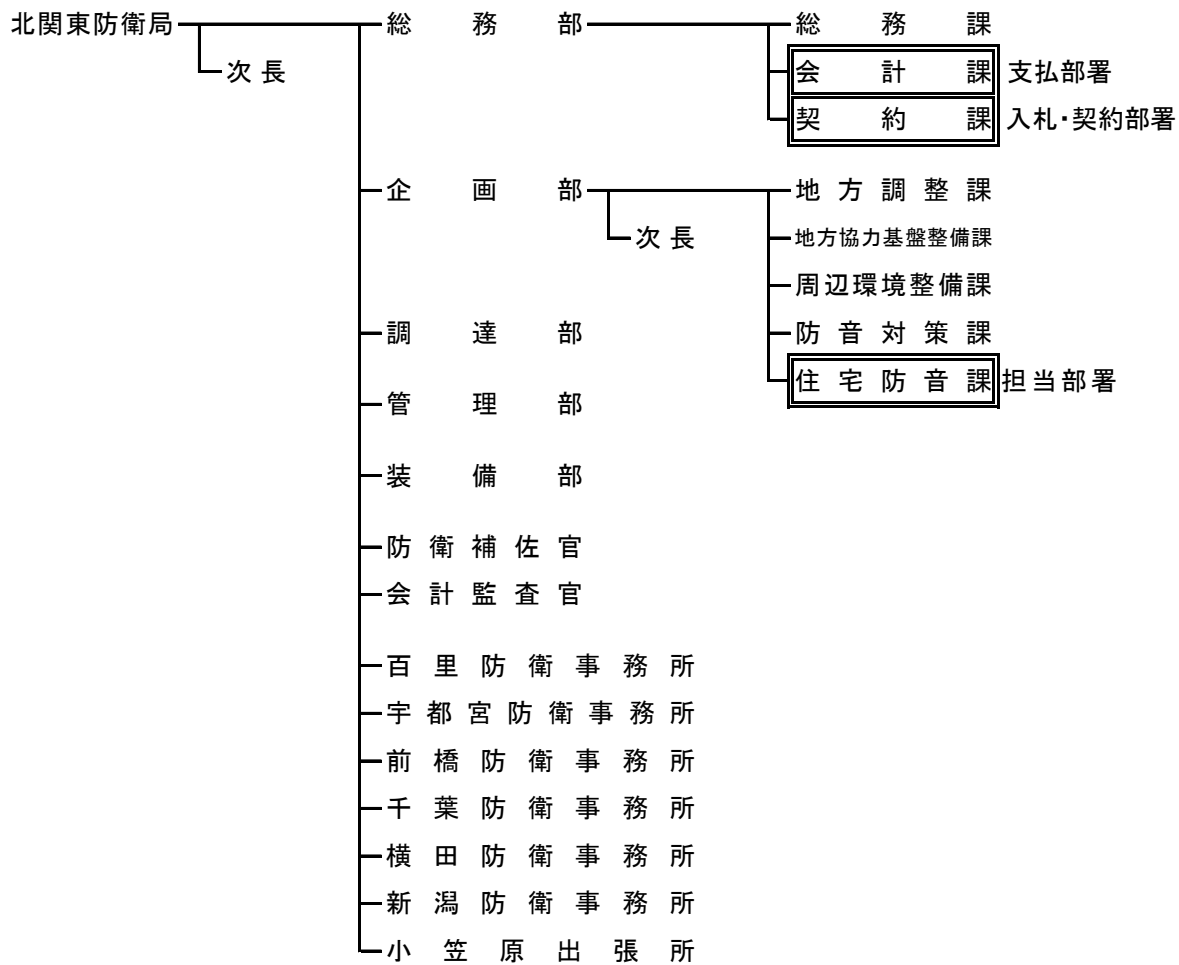 北関東防衛局 総務部 総務課
次長 会計課 支払部署
契約課 入札・契約部署
企画部 地方調整課
次長 地方協力基盤整備課
周辺環境整備課
調達部 防音対策課
住宅防音課 担当部署
管理部
装備部
防衛補佐官
会計監査官
百里防衛事務所
宇都宮防衛事務所
前橋防衛事務所
千葉防衛事務所
横田防衛事務所
新潟防衛事務所
小笠原出張所